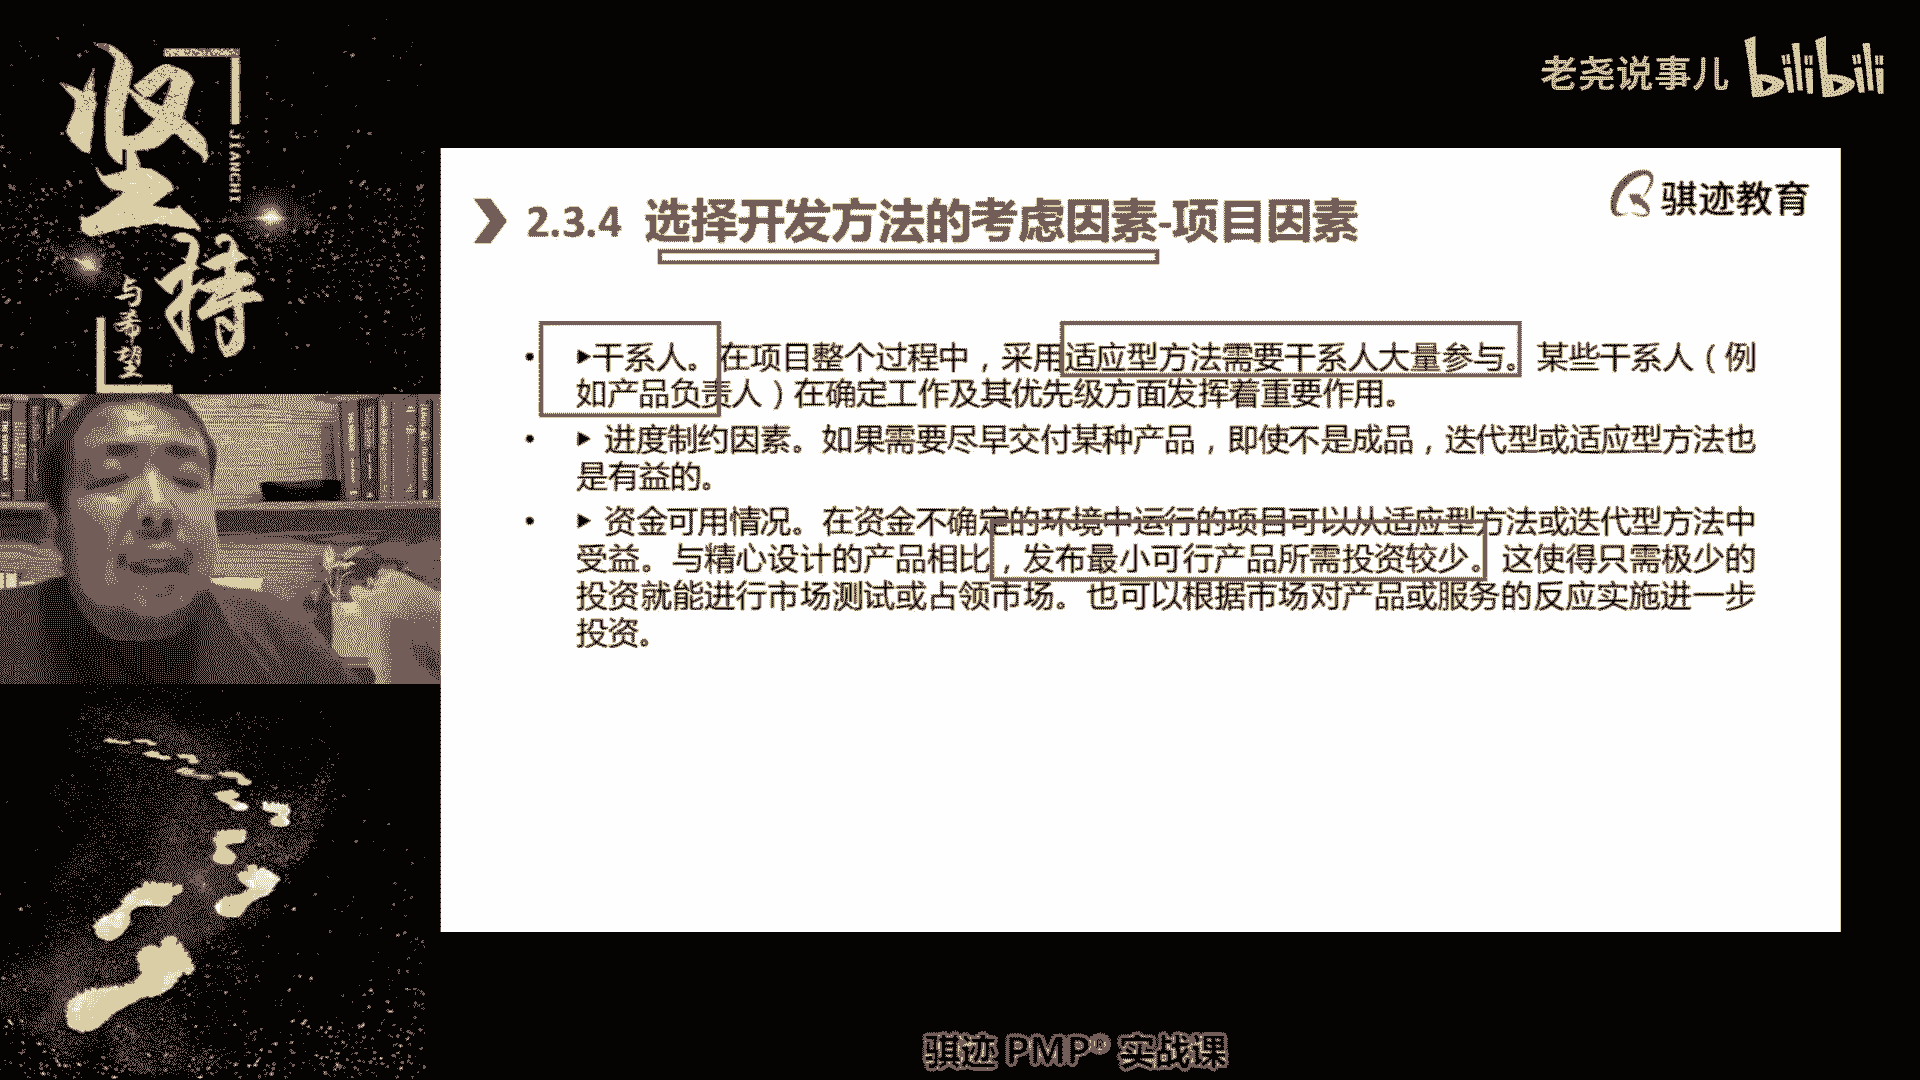 坚
JIANCHI
持
与希望
老尧说事儿 bilibili
骐迹教育
2.3.4 选择开发方法的考虑因素-项目因素
• ▶干系人。在项目整个过程中，采用适应型方法需要干系人大量参与。某些干系人（例
如产品负责人）在确定工作及其优先级方面发挥着重要作用。
• ▶ 进度制约因素。如果需要尽早交付某种产品，即使不是成品，迭代型或适应型方法也
是有益的。
• ▶ 资金可用情况。在资金不确定的环境中运行的项目可以从适应型方法或迭代型方法中
受益。与精心设计的产品相比，发布最小可行产品所需投资较少。这使得只需极少的
投资就能进行市场测试或占领市场。也可以根据市场对产品或服务的反应实施进一步
投资。
骐迹 PMP® 实战课